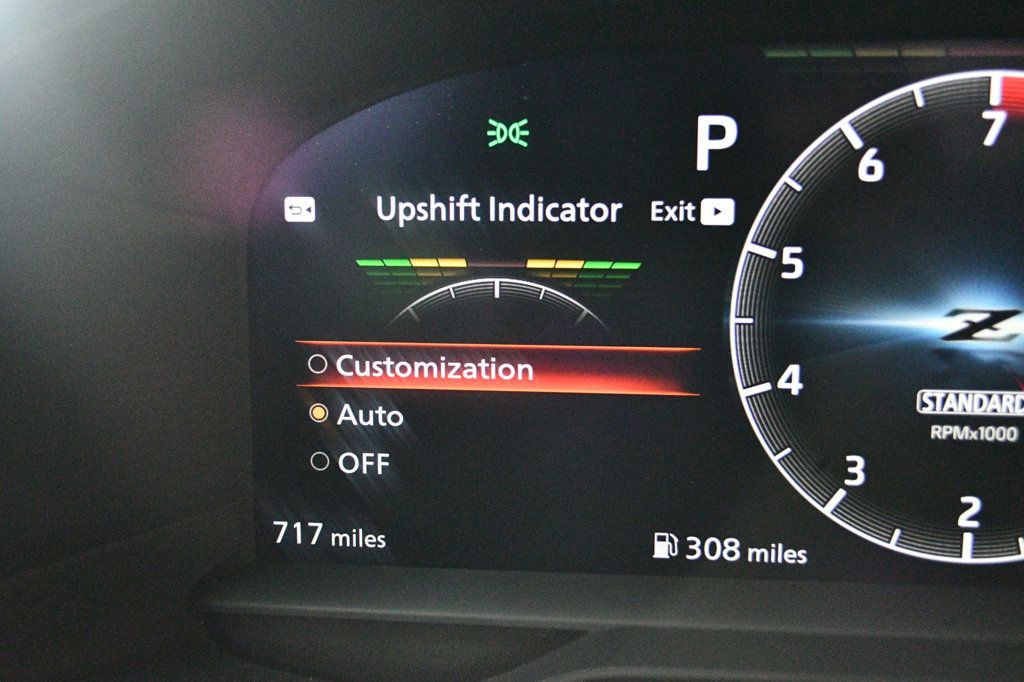 P
Upshift Indicator
Exit
Customization
Auto
OFF
717 miles
308 miles
7
6
5
4
3
2
Z
STANDARD
RPMx1000